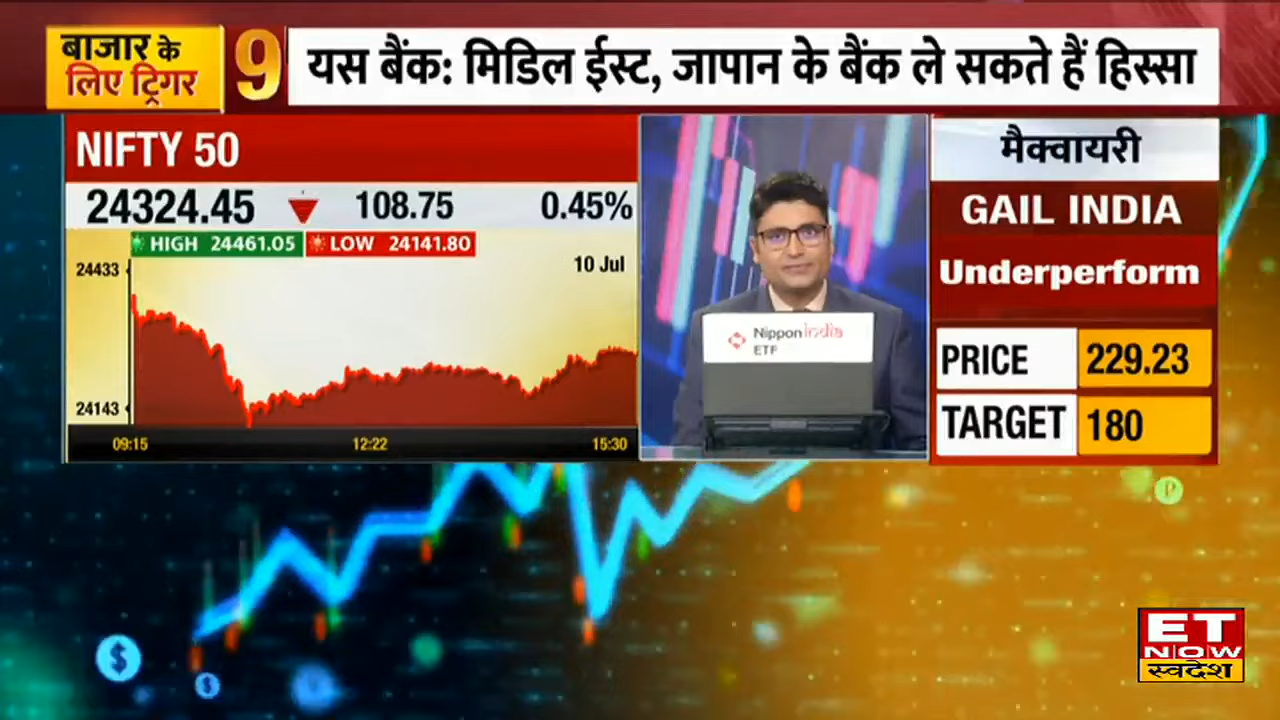 बाजार के
लिए ट्रिगर
9
यस बैंक: मिडिल ईस्ट, जापान के बैंक ले सकते हैं हिस्सा
NIFTY 50
24324.45 ▼ 108.75 0.45%
HIGH 24461.05 LOW 24141.80
24433
10 Jul
24143
09:15 12:22 15:30
Nippon india
ETF
मैक्वायरी
GAIL INDIA
Underperform
PRICE 229.23
TARGET 180
ET
NOW
स्वदेश